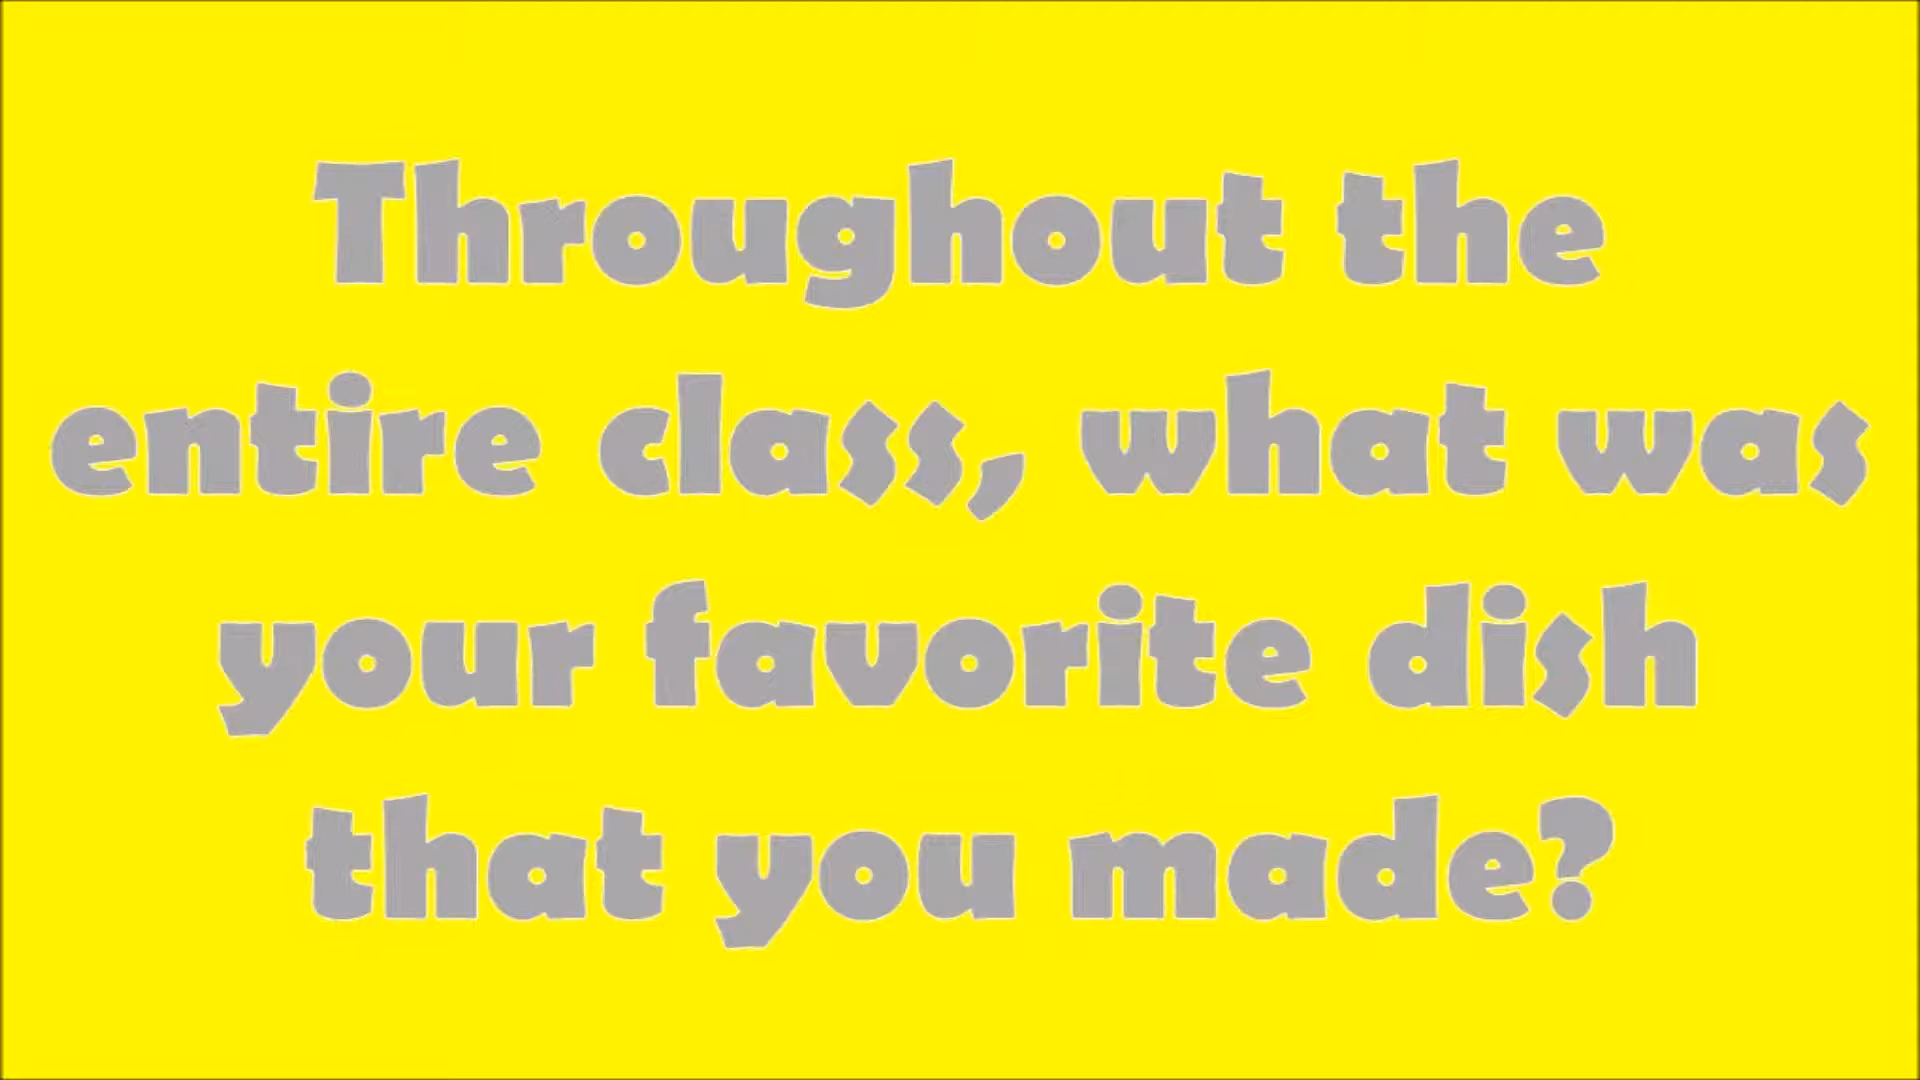 Throughout the
entire class, what was
your favorite dish
that you made?